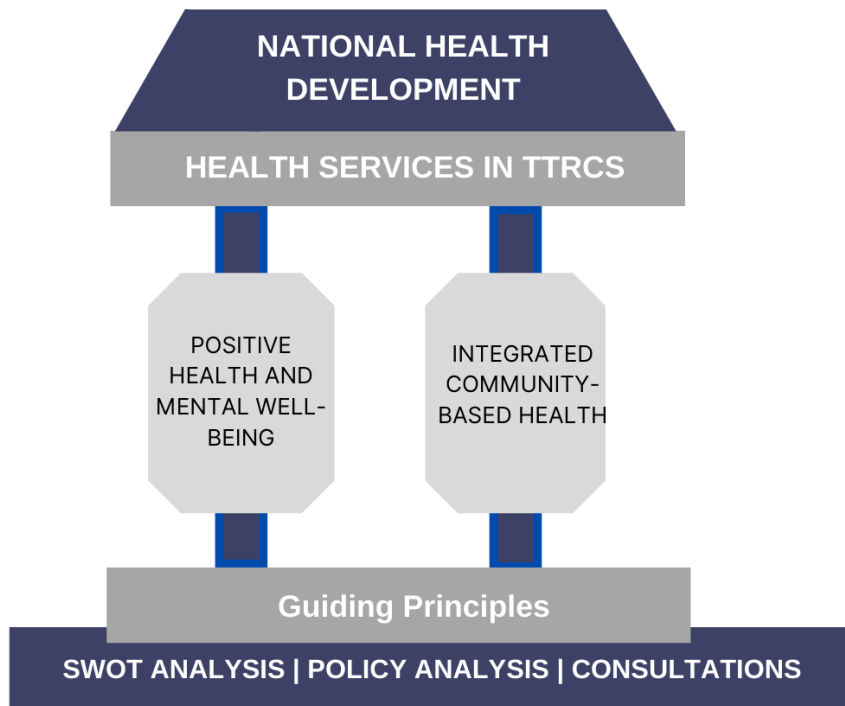 NATIONAL HEALTH
DEVELOPMENT
HEALTH SERVICES IN TTRCS
POSITIVE
HEALTH AND
MENTAL WELL-
BEING
INTEGRATED
COMMUNITY-
BASED HEALTH
Guiding Principles
SWOT ANALYSIS | POLICY ANALYSIS | CONSULTATIONS